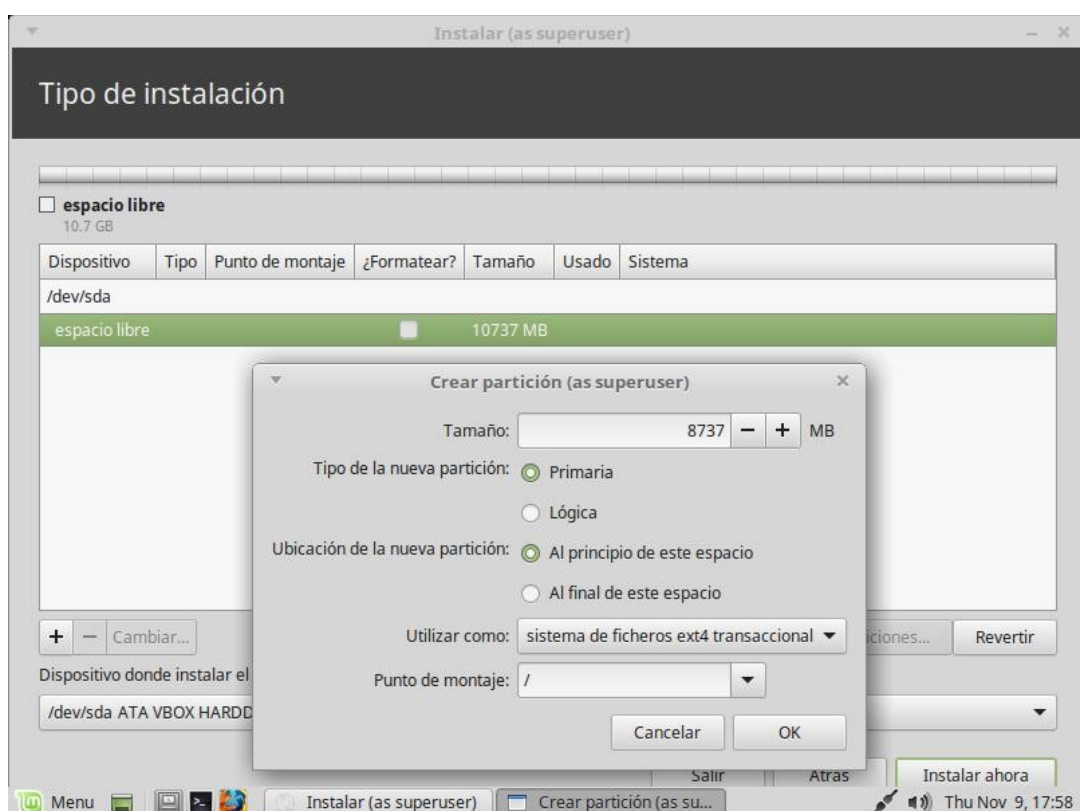 Instalar (as superuser)
Tipo de instalación
espacio libre
10.7 GB
Dispositivo Tipo Punto de montaje ¿Formatear? Tamaño Usado Sistema
/dev/sda
espacio libre 10737 MB
Crear partición (as superuser)
Tamaño: 8737 MB
Tipo de la nueva partición: Primaria
Lógica
Ubicación de la nueva partición: Al principio de este espacio
Al final de este espacio
Utilizar como: sistema de ficheros ext4 transaccional
Punto de montaje: /
Cancelar OK
+ − Cambiar... Revertir
Dispositivo donde instalar el
/dev/sda ATA VBOX HARDD
Salir Atrás Instalar ahora
Menu Instalar (as superuser) Crear partición (as su... Thu Nov 9, 17:58